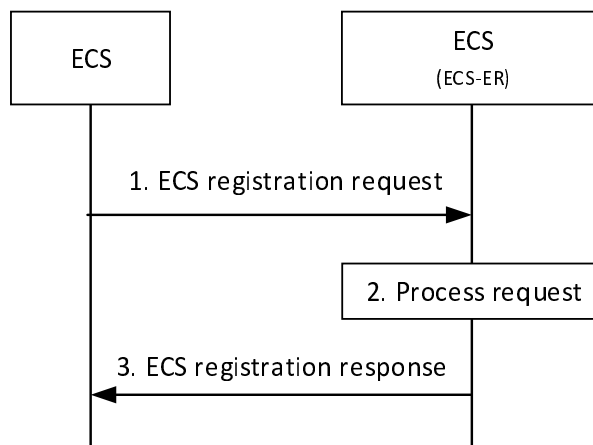 ECS
ECS
(ECS-ER)
1. ECS registration request
2. Process request
3. ECS registration response